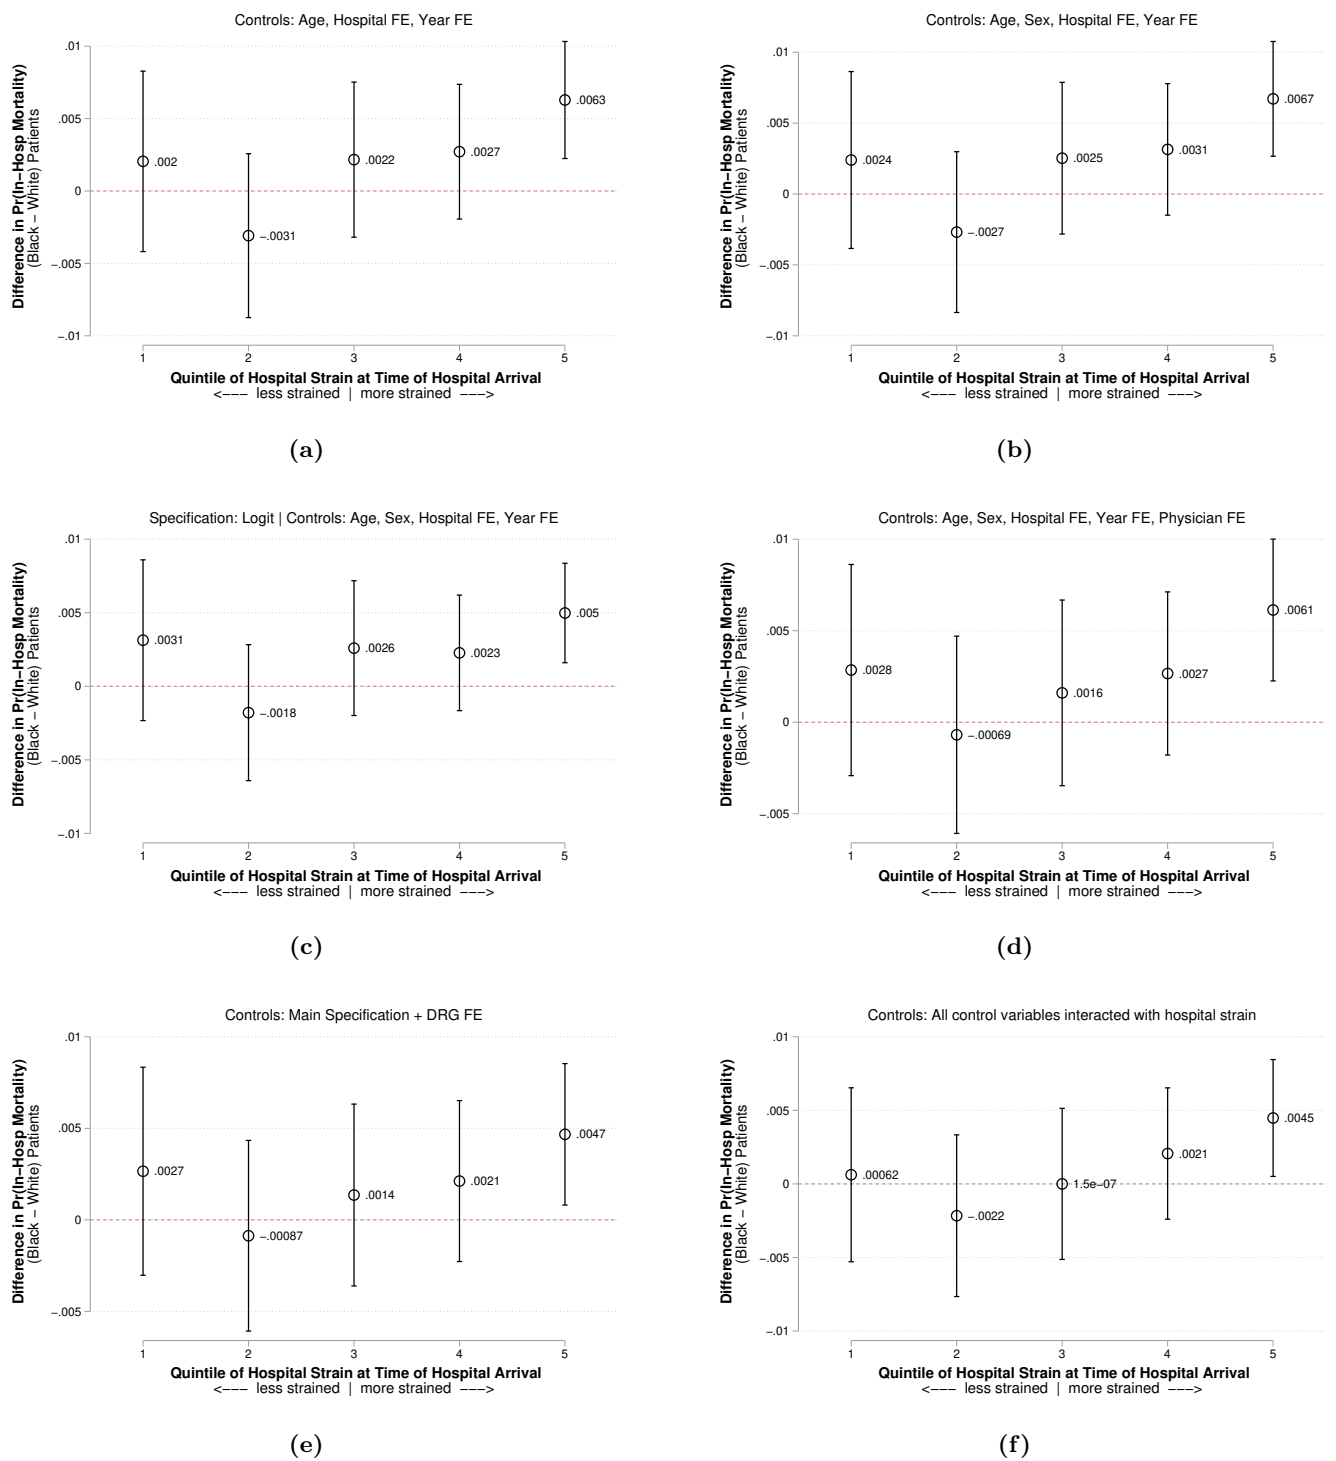 Controls: Age, Hospital FE, Year FE
Difference in Pr(In−Hosp Mortality)
(Black − White) Patients
.01
.005
0
−.005
−.01
.002
−.0031
.0022
.0027
.0063
1 2 3 4 5
Quintile of Hospital Strain at Time of Hospital Arrival
<−−− less strained | more strained −−−>
(a)
Controls: Age, Sex, Hospital FE, Year FE
Difference in Pr(In−Hosp Mortality)
(Black − White) Patients
.01
.005
0
−.005
−.01
.0024
−.0027
.0025
.0031
.0067
1 2 3 4 5
Quintile of Hospital Strain at Time of Hospital Arrival
<−−− less strained | more strained −−−>
(b)
Specification: Logit | Controls: Age, Sex, Hospital FE, Year FE
Difference in Pr(In−Hosp Mortality)
(Black − White) Patients
.01
.005
0
−.005
−.01
.0031
−.0018
.0026
.0023
.005
1 2 3 4 5
Quintile of Hospital Strain at Time of Hospital Arrival
<−−− less strained | more strained −−−>
(c)
Controls: Age, Sex, Hospital FE, Year FE, Physician FE
Difference in Pr(In−Hosp Mortality)
(Black − White) Patients
.01
.005
0
−.005
.0028
−.00069
.0016
.0027
.0061
1 2 3 4 5
Quintile of Hospital Strain at Time of Hospital Arrival
<−−− less strained | more strained −−−>
(d)
Controls: Main Specification + DRG FE
Difference in Pr(In−Hosp Mortality)
(Black − White) Patients
.01
.005
0
−.005
.0027
−.00087
.0014
.0021
.0047
1 2 3 4 5
Quintile of Hospital Strain at Time of Hospital Arrival
<−−− less strained | more strained −−−>
(e)
Controls: All control variables interacted with hospital strain
Difference in Pr(In−Hosp Mortality)
(Black − White) Patients
.01
.005
0
−.005
−.01
.00062
−.0022
1.5e−07
.0021
.0045
1 2 3 4 5
Quintile of Hospital Strain at Time of Hospital Arrival
<−−− less strained | more strained −−−>
(f)